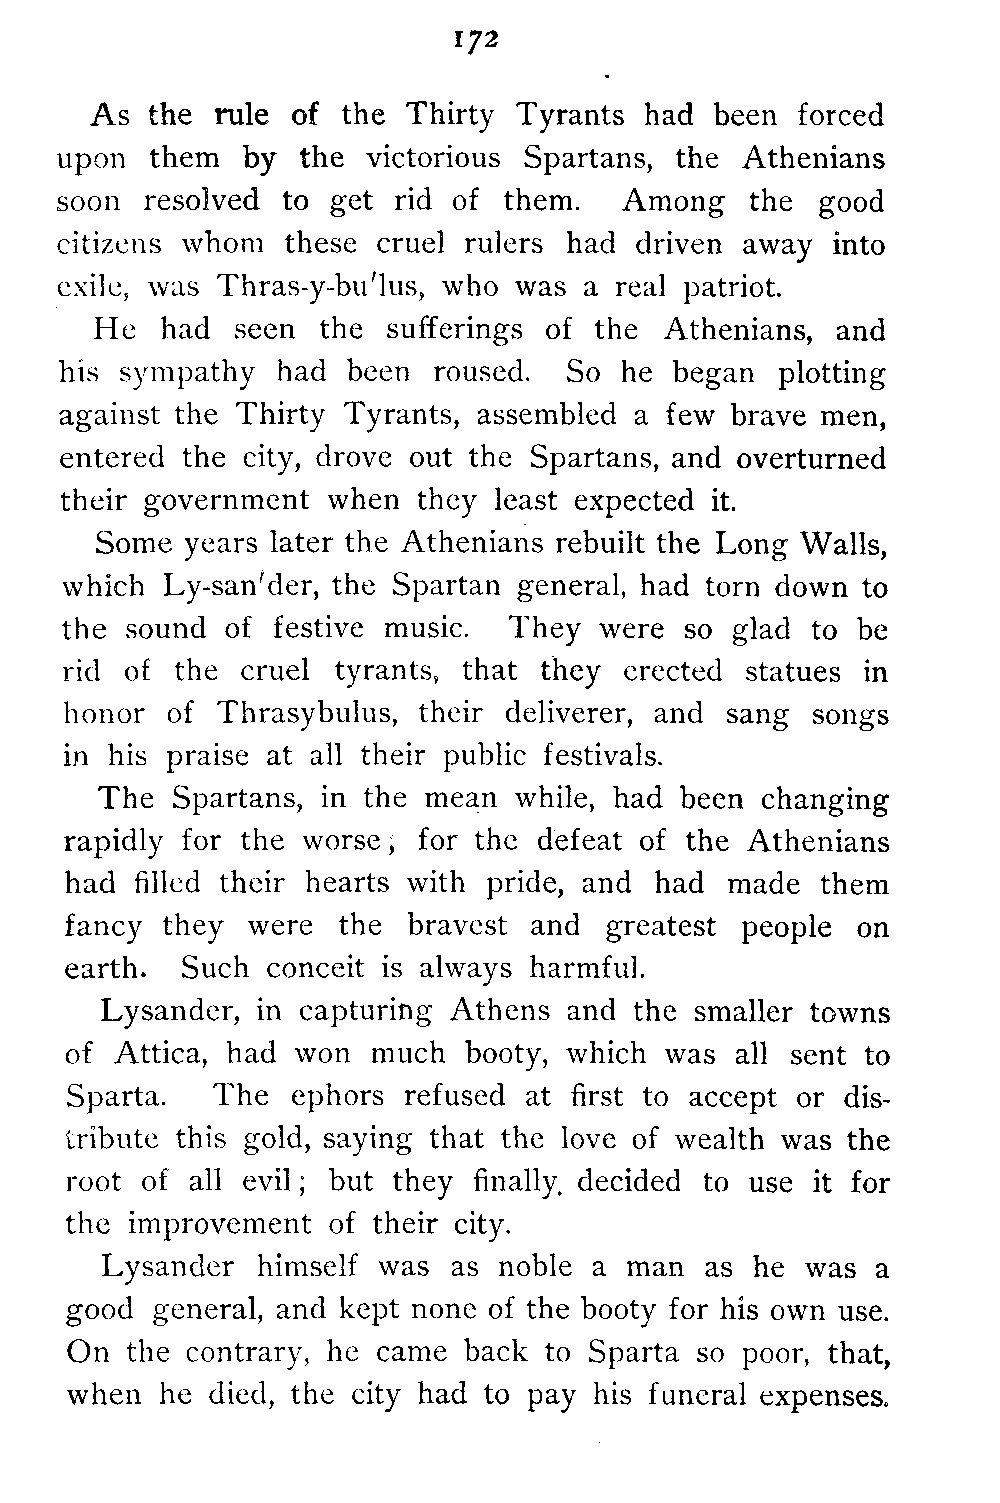 172
As the rule of the Thirty Tyrants had been forced
upon them by the victorious Spartans, the Athenians
soon resolved to get rid of them. Among the good
citizens whom these cruel rulers had driven away into
exile, was Thras-y-bu'lus, who was a real patriot.
He had seen the sufferings of the Athenians, and
his sympathy had been roused. So he began plotting
against the Thirty Tyrants, assembled a few brave men,
entered the city, drove out the Spartans, and overturned
their government when they least expected it.
Some years later the Athenians rebuilt the Long Walls,
which Ly-san'der, the Spartan general, had torn down to
the sound of festive music. They were so glad to be
rid of the cruel tyrants, that they erected statues in
honor of Thrasybulus, their deliverer, and sang songs
in his praise at all their public festivals.
The Spartans, in the mean while, had been changing
rapidly for the worse; for the defeat of the Athenians
had filled their hearts with pride, and had made them
fancy they were the bravest and greatest people on
earth. Such conceit is always harmful.
Lysander, in capturing Athens and the smaller towns
of Attica, had won much booty, which was all sent to
Sparta. The ephors refused at first to accept or dis-
tribute this gold, saying that the love of wealth was the
root of all evil; but they finally decided to use it for
the improvement of their city.
Lysander himself was as noble a man as he was a
good general, and kept none of the booty for his own use.
On the contrary, he came back to Sparta so poor, that,
when he died, the city had to pay his funeral expenses.